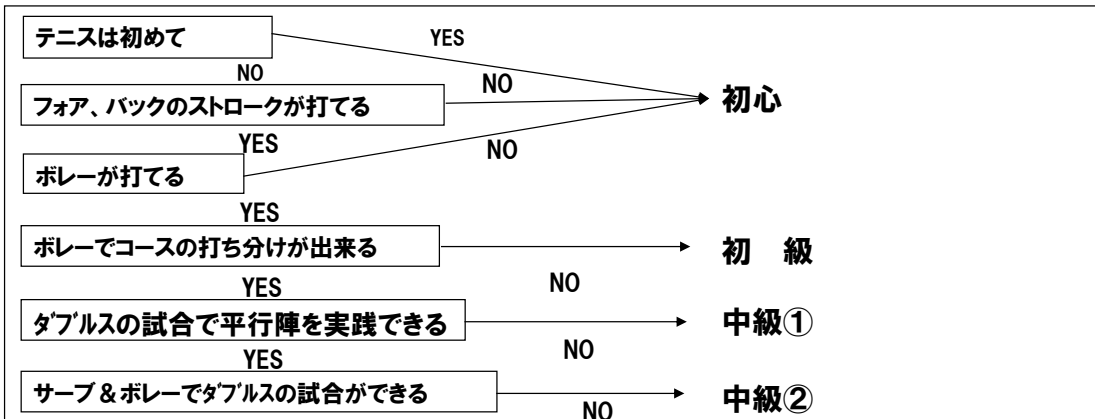 テニスは初めて
YES
NO
フォア、バックのストロークが打てる
NO
初心
YES
ボレーが打てる
NO
YES
ボレーでコースの打ち分けが出来る
初 級
NO
YES
ダブルスの試合で平行陣を実践できる
中級①
NO
YES
サーブ&ボレーでダブルスの試合ができる
中級②
NO